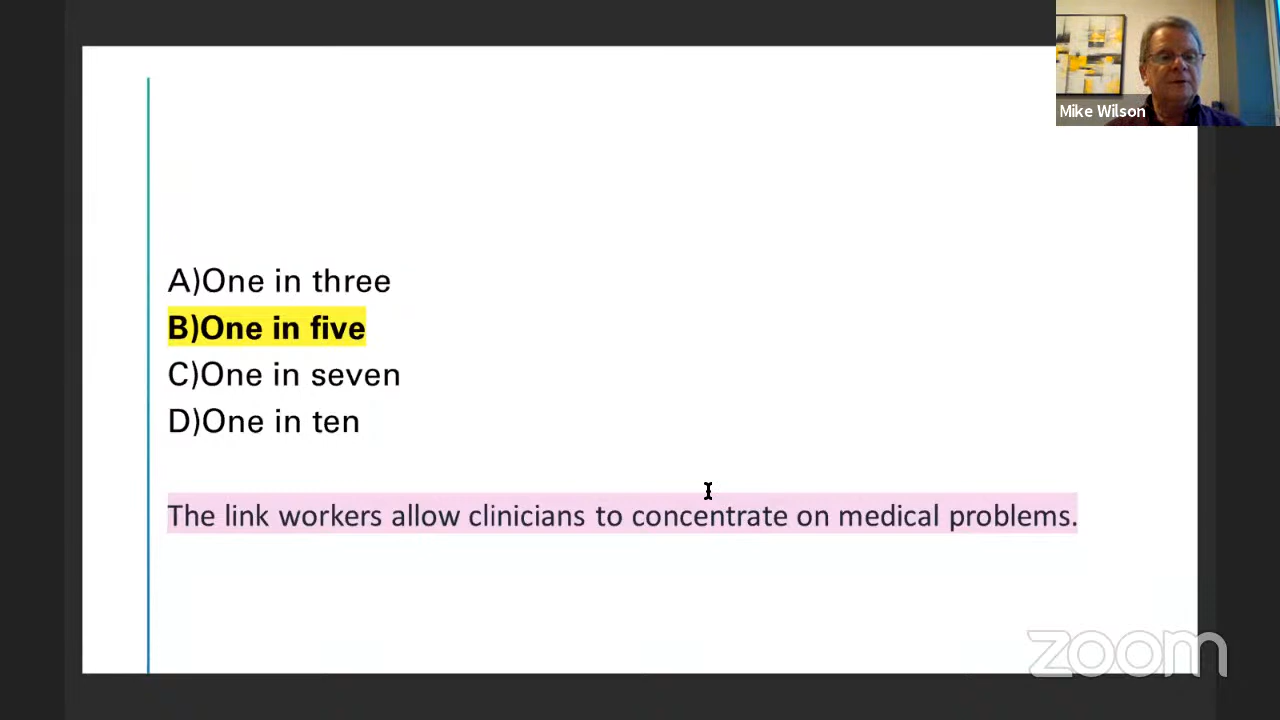 Mike Wilson
A)One in three
B)One in five
C)One in seven
D)One in ten
The link workers allow clinicians to concentrate on medical problems.
zoom